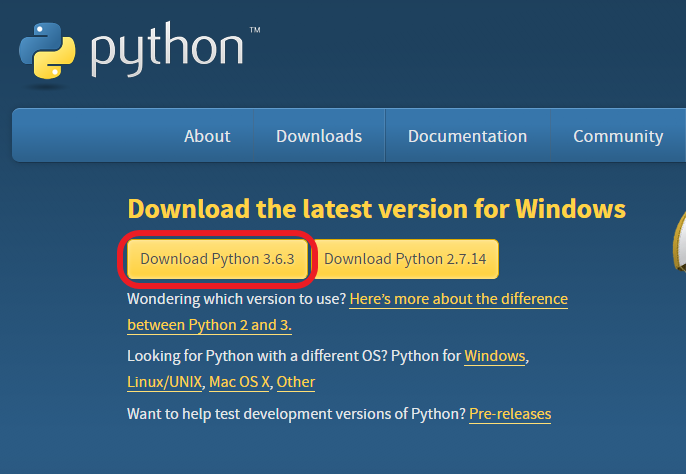 python™
About Downloads Documentation Community
Download the latest version for Windows
Download Python 3.6.3 Download Python 2.7.14
Wondering which version to use? Here’s more about the difference
between Python 2 and 3.
Looking for Python with a different OS? Python for Windows,
Linux/UNIX, Mac OS X, Other
Want to help test development versions of Python? Pre-releases